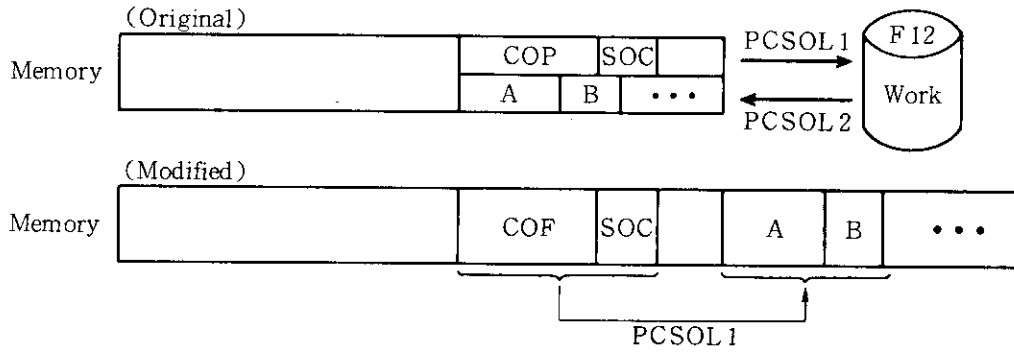 (Original)
Memory
COP
SOC
A
B
•••
PCSOL1
PCSOL2
F12
Work
(Modified)
Memory
COF
SOC
A
B
•••
PCSOL1